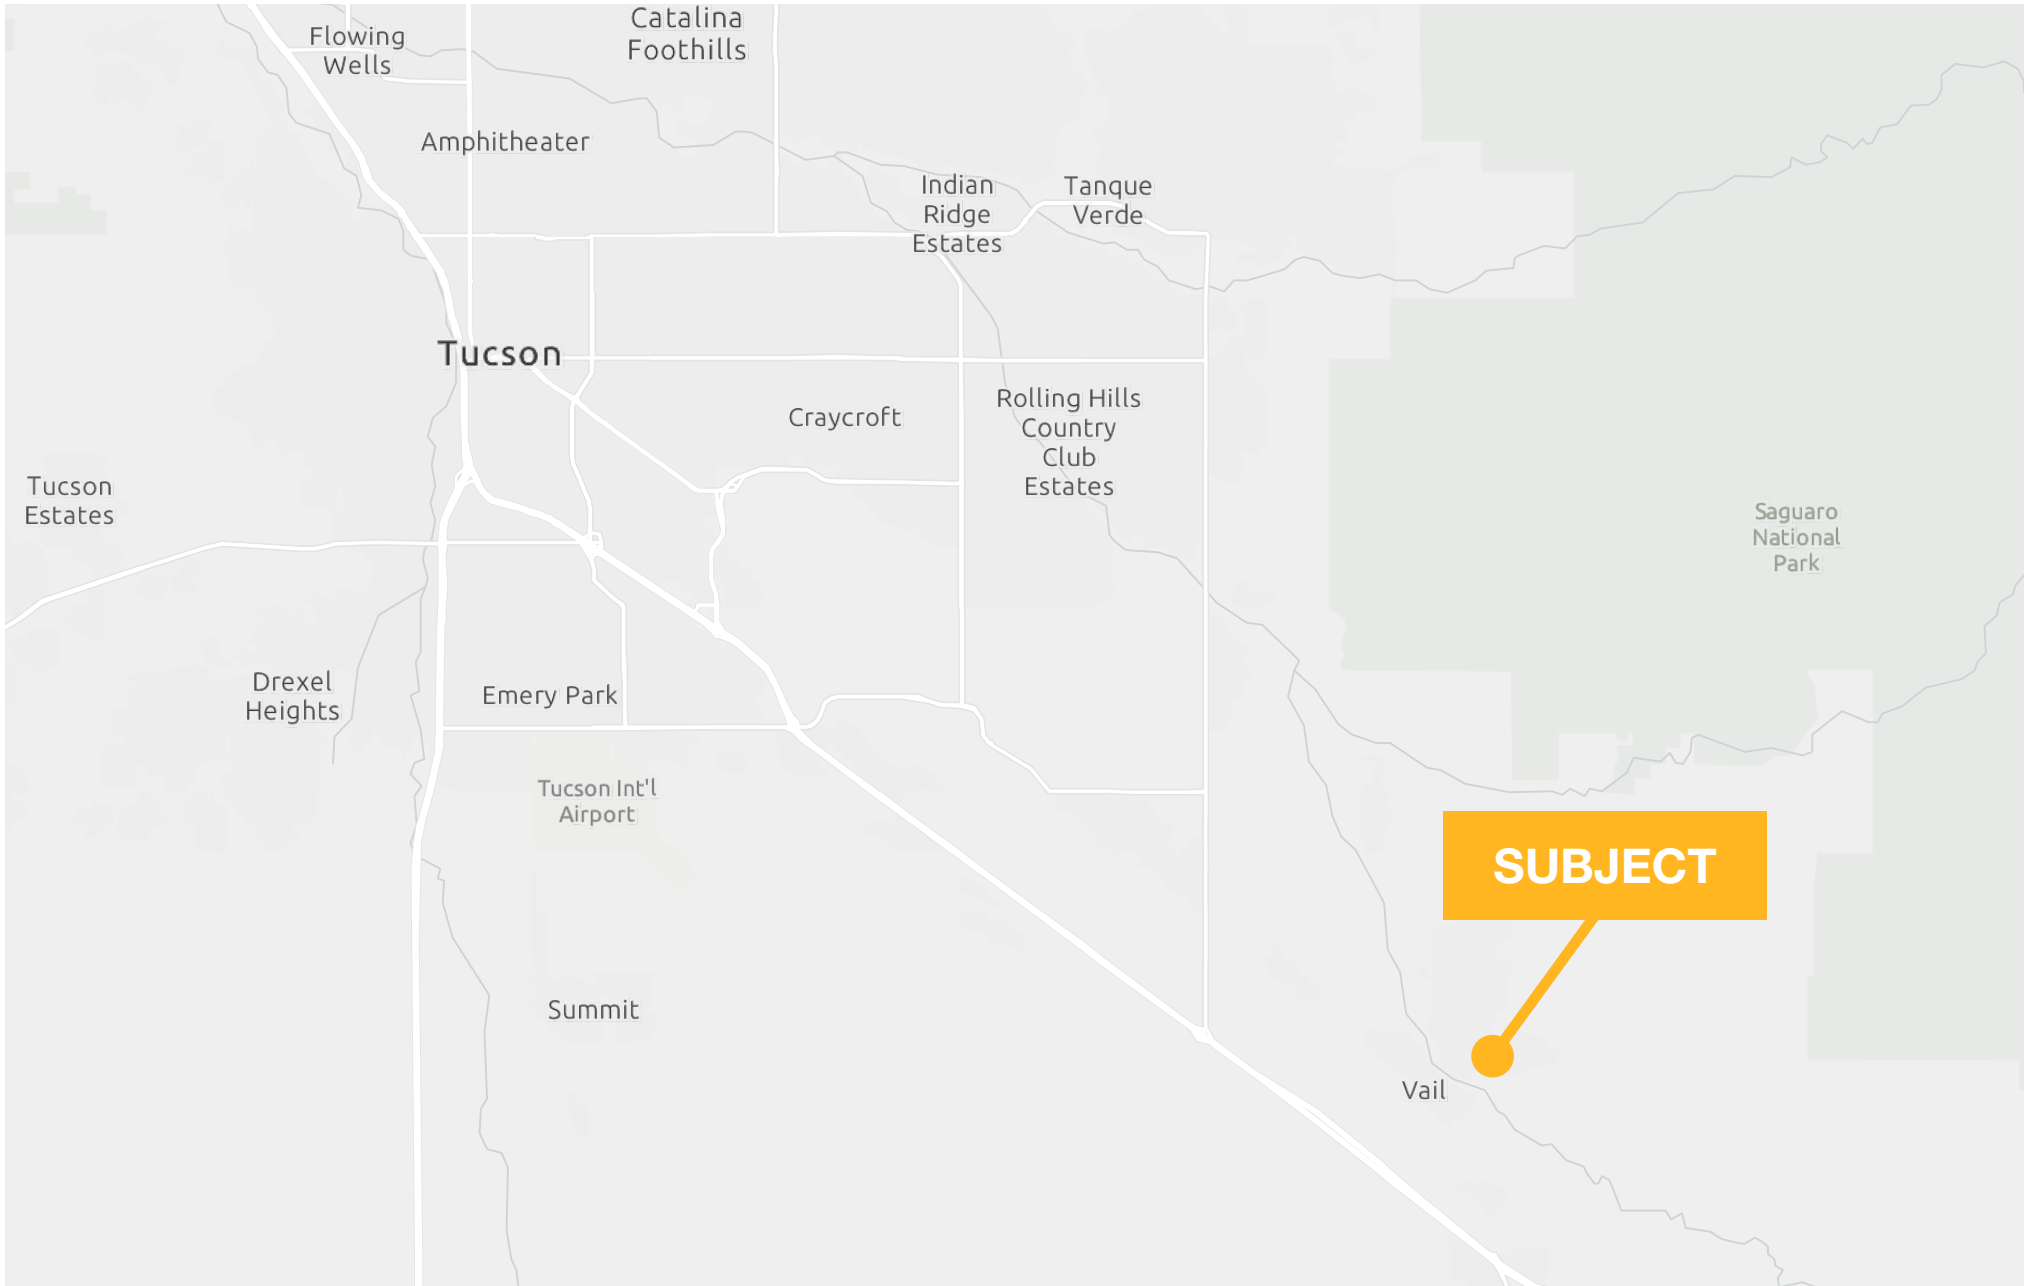 Catalina
Foothills
Flowing
Wells
Amphitheater
Indian
Ridge
Estates
Tanque
Verde
Tucson
Craycroft
Rolling Hills
Country
Club
Estates
Tucson
Estates
Saguaro
National
Park
Drexel
Heights
Emery Park
Tucson Int'l
Airport
SUBJECT
Summit
Vail